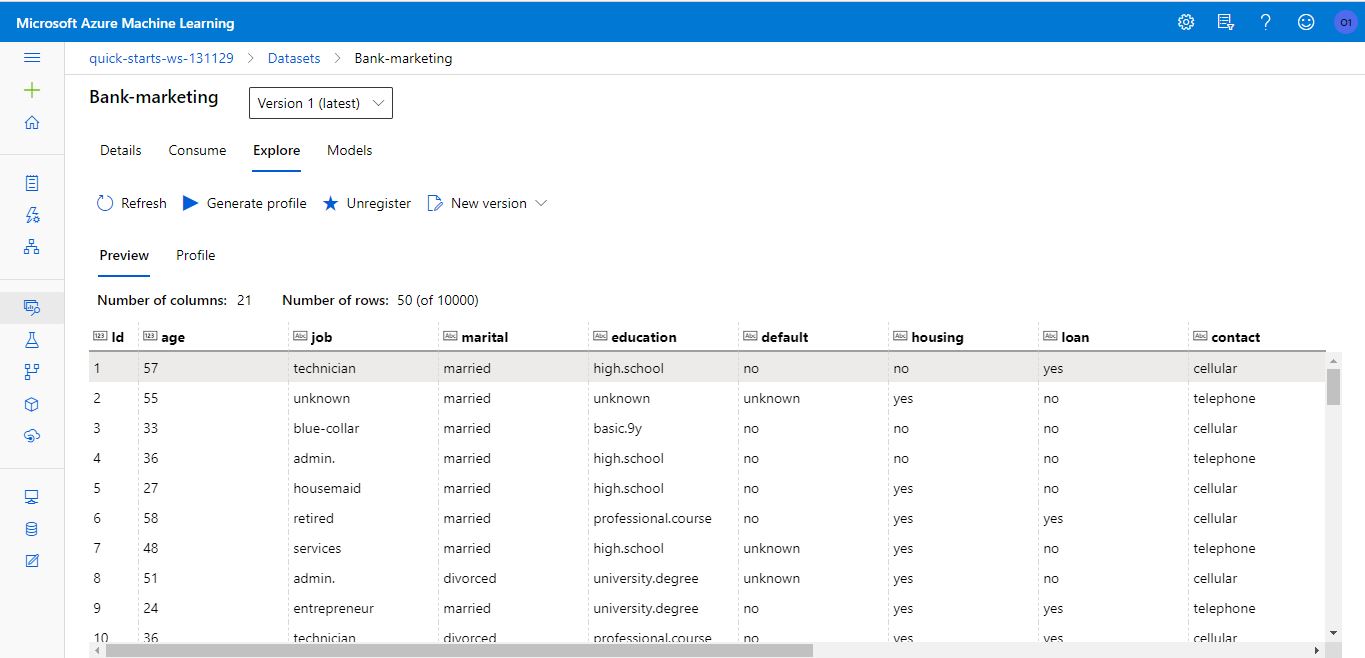 Microsoft Azure Machine Learning
O1
quick-starts-ws-131129 > Datasets > Bank-marketing
Bank-marketing Version 1 (latest)
Details Consume Explore Models
Refresh Generate profile Unregister New version
Preview Profile
Number of columns: 21 Number of rows: 50 (of 10000)
123 Id 123 age Abc job Abc marital Abc education Abc default Abc housing Abc loan Abc contact
1 57 technician married high.school no no yes cellular
2 55 unknown married unknown unknown yes no telephone
3 33 blue-collar married basic.9y no no no cellular
4 36 admin. married high.school no no no telephone
5 27 housemaid married high.school no yes no cellular
6 58 retired married professional.course no yes yes cellular
7 48 services married high.school unknown yes no telephone
8 51 admin. divorced university.degree unknown yes no cellular
9 24 entrepreneur married university.degree no yes yes telephone
10 36 technician divorced professional.course no yes yes cellular